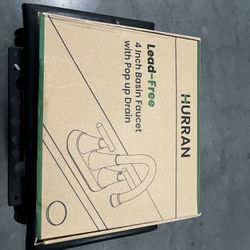 HURRAN
Lead-Free
4 Inch Basin Faucet
with Pop up Drain